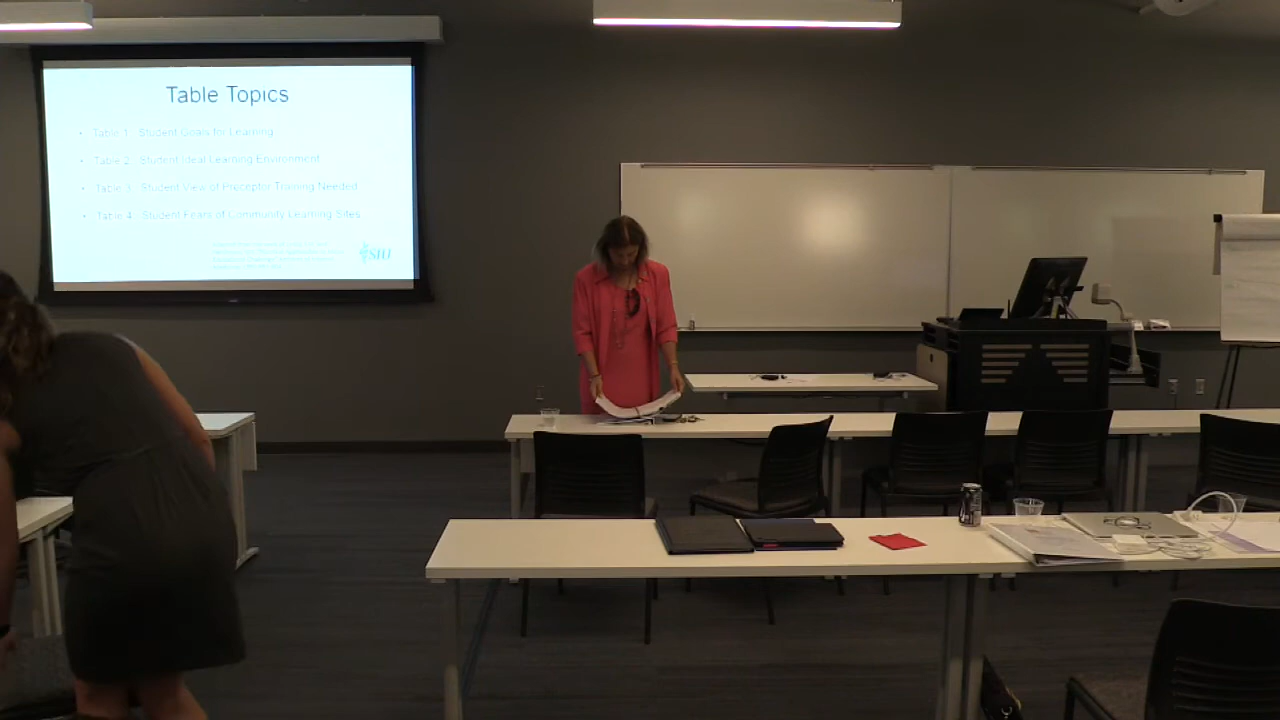 Table Topics
• Table 1: Student Goals for Learning
• Table 2: Student Ideal Learning Environment
• Table 3: Student View of Preceptor Training Needed
• Table 4: Student Fears of Community Learning Sites
SIU